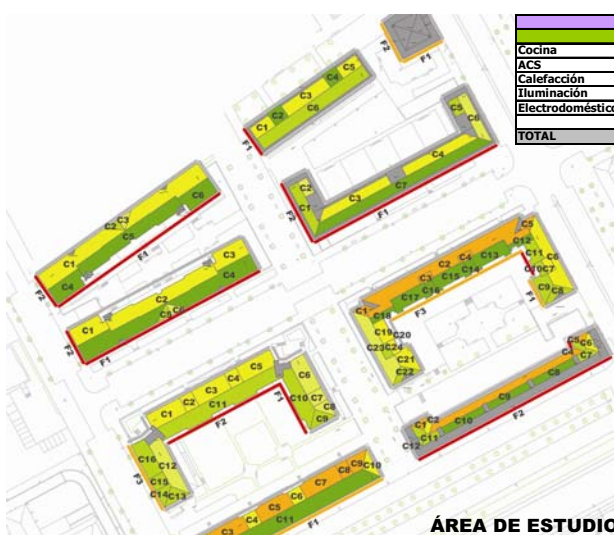 Cocina
ACS
Calefacción
Iluminación
Electrodoméstico
TOTAL
F2
F1
C5
C4
C3
C2
C6
C1
F1
C5
C6
C4
C7
C3
C2
C1
F2
F1
C6
C3
C2
C5
C1
F1
C4
F2
C3
C4
C2
C1
F2
F1
C5
C12
C11
C6
C4
C13
C2
C14
C15
C3
C16
C7
C9
C8
F1
C17
C1
C18
F3
C19
C20
C23
C24
C21
C22
C5
C6
C4
C7
C8
C9
C10
C2
C1
C11
C12
F2
C6
C5
C4
C3
C2
C1
C11
F1
F2
C10
C7
C8
C9
C16
C12
C15
C14
C13
F3
C10
C9
C8
C7
C6
C5
C4
C3
C11
F1
ÁREA DE ESTUDIO